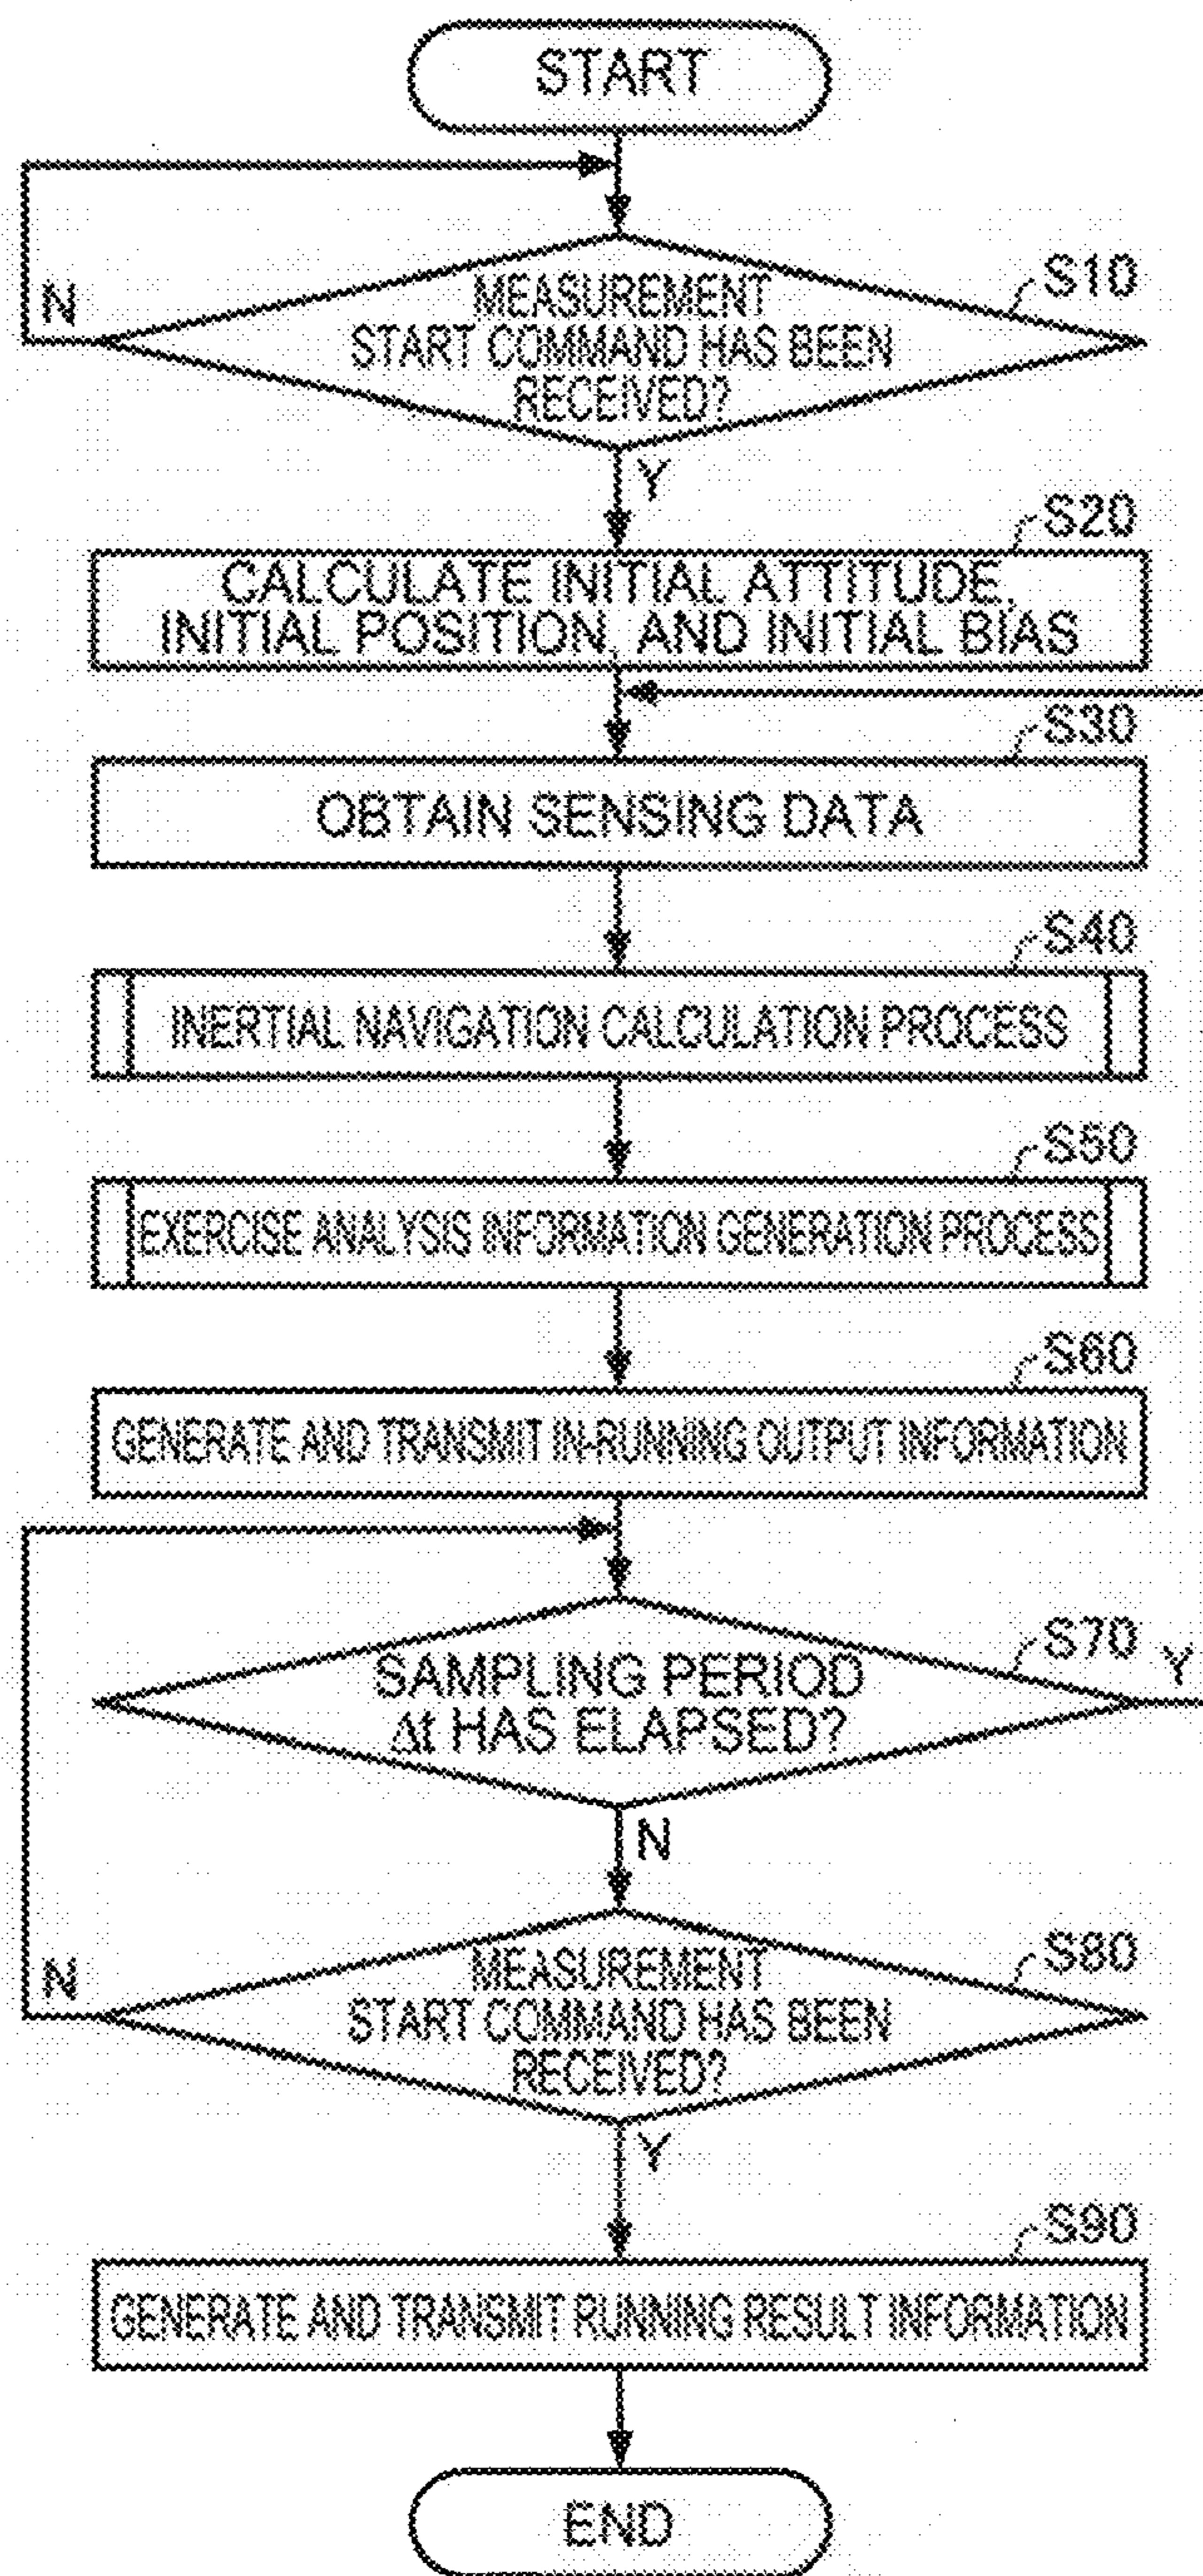 START
N
MEASUREMENT
START COMMAND HAS BEEN
RECEIVED?
S10
Y
S20
CALCULATE INITIAL ATTITUDE,
INITIAL POSITION, AND INITIAL BIAS
S30
OBTAIN SENSING DATA
S40
INERTIAL NAVIGATION CALCULATION PROCESS
S50
EXERCISE ANALYSIS INFORMATION GENERATION PROCESS
S60
GENERATE AND TRANSMIT IN-RUNNING OUTPUT INFORMATION
S70
SAMPLING PERIOD
Δt HAS ELAPSED?
Y
N
S80
N
MEASUREMENT
START COMMAND HAS BEEN
RECEIVED?
Y
S90
GENERATE AND TRANSMIT RUNNING RESULT INFORMATION
END